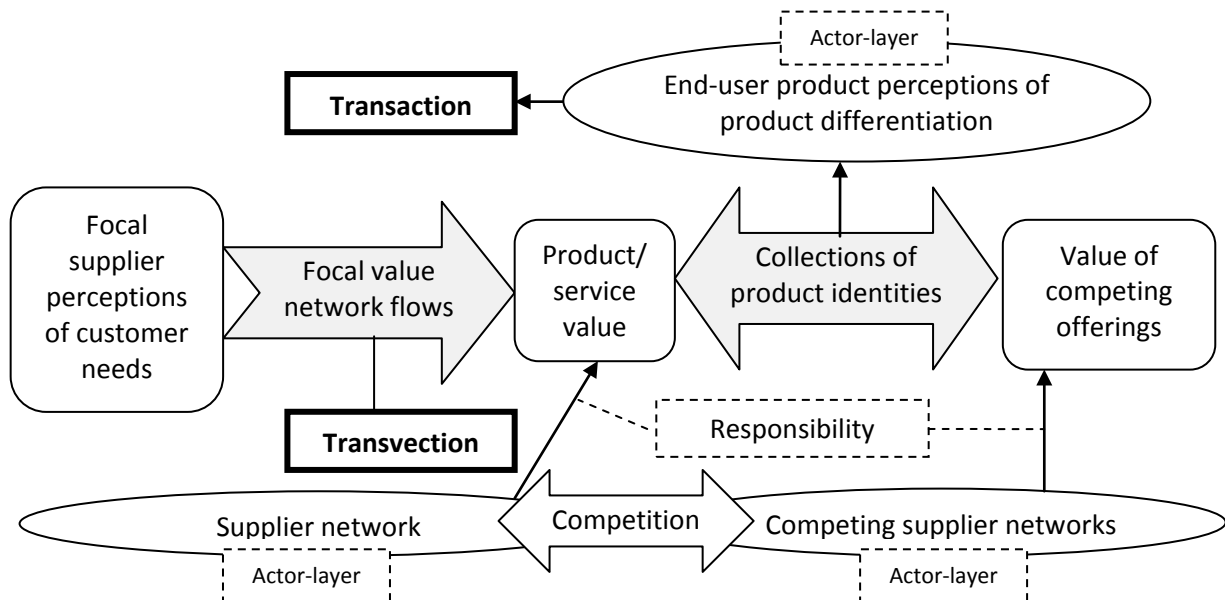 Actor-layer
End-user product perceptions of
product differentiation
Transaction
Focal
supplier
perceptions
of customer
needs
Focal value
network flows
Product/
service
value
Collections of
product identities
Value of
competing
offerings
Transvection
Responsibility
Supplier network
Competition
Competing supplier networks
Actor-layer
Actor-layer